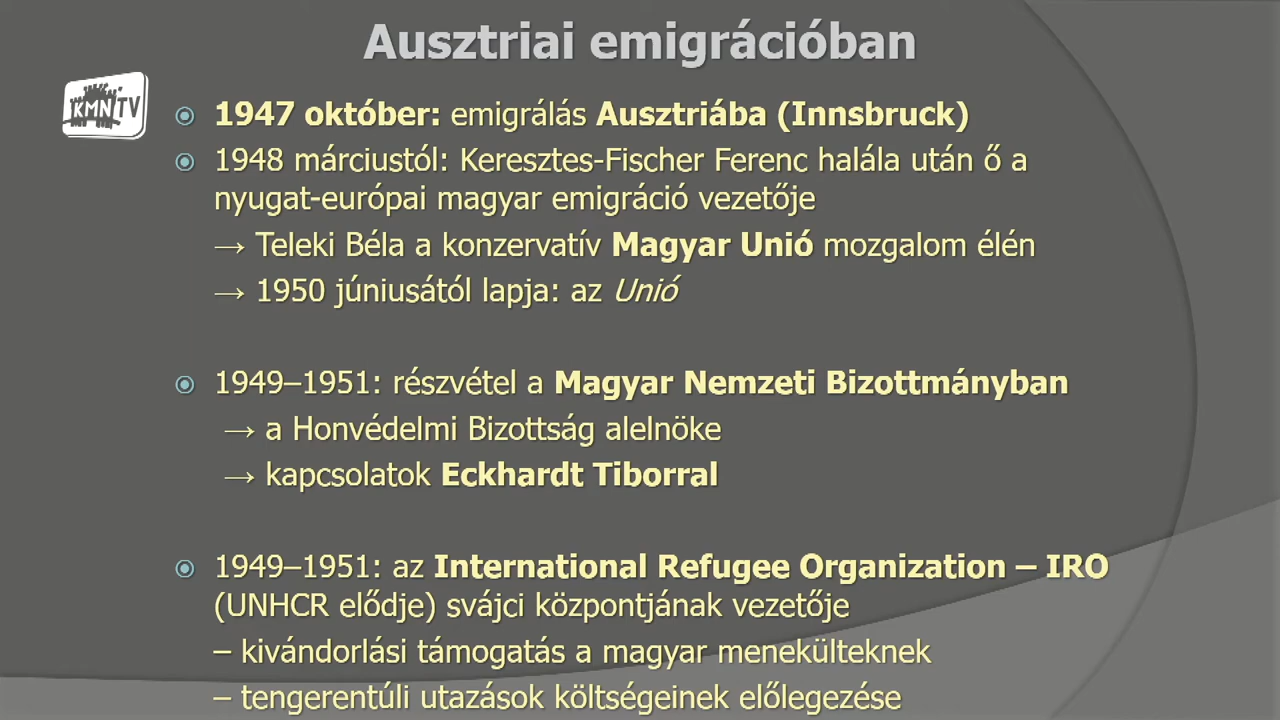 Ausztriai emigrációban
KMN TV
1947 október: emigrálás Ausztriába (Innsbruck)
1948 márciustól: Keresztes-Fischer Ferenc halála után ő a
nyugat-európai magyar emigráció vezetője
→ Teleki Béla a konzervatív Magyar Unió mozgalom élén
→ 1950 júniusától lapja: az Unió
1949–1951: részvétel a Magyar Nemzeti Bizottmányban
→ a Honvédelmi Bizottság alelnöke
→ kapcsolatok Eckhardt Tiborral
1949–1951: az International Refugee Organization – IRO
(UNHCR elődje) svájci központjának vezetője
– kivándorlási támogatás a magyar menekülteknek
– tengerentúli utazások költségeinek előlegezése